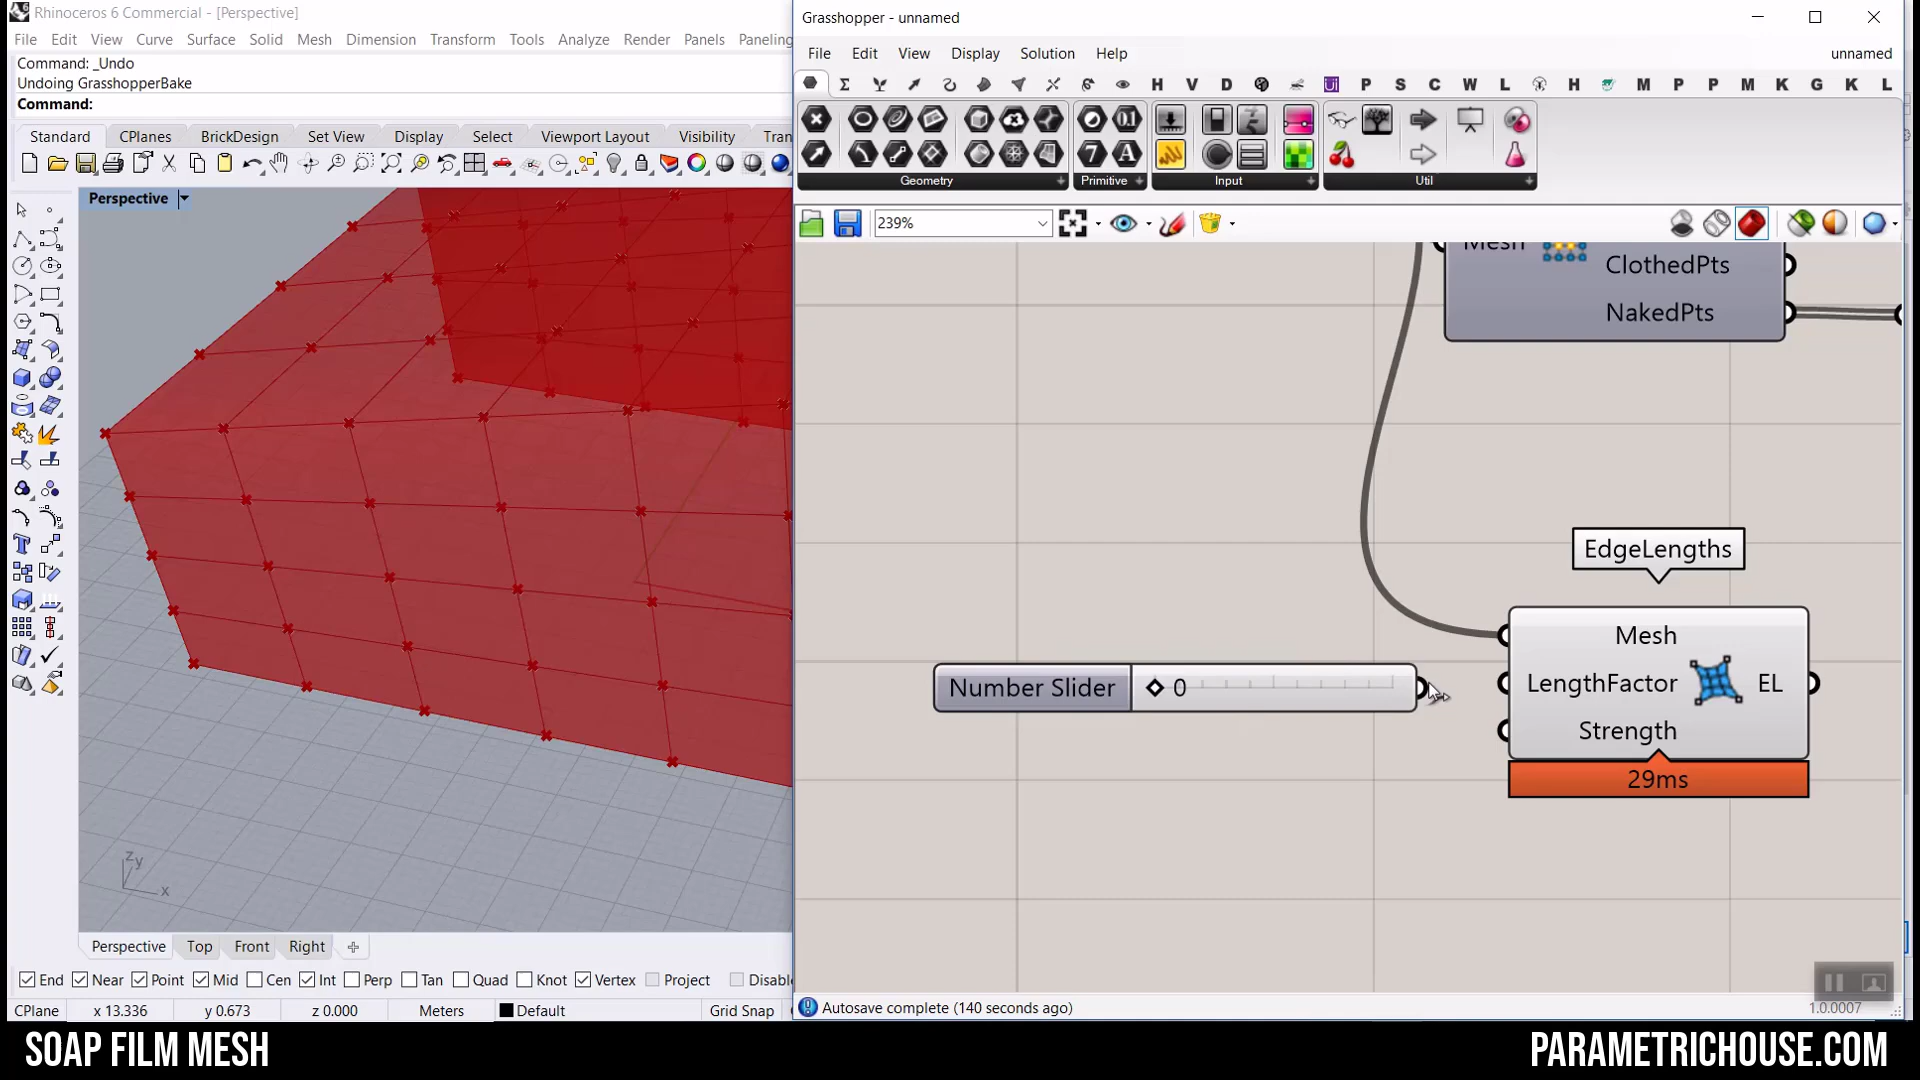 Rhinoceros 6 Commercial - [Perspective]
File Edit View Curve Surface Solid Mesh Dimension Transform Tools Analyze Render Panels Paneling
Command: _Undo
Undoing GrasshopperBake
Command:
Standard CPlanes BrickDesign Set View Display Select Viewport Layout Visibility Tran
Perspective
z y
x
Perspective Top Front Right
End Near Point Mid Cen Int Perp Tan Quad Knot Vertex Project Disable
CPlane x 13.336 y 0.673 z 0.000 Meters Default Grid Snap
Grasshopper - unnamed
File Edit View Display Solution Help unnamed
H V D Ui P S C W L H M P P M K G K L
Geometry Primitive Input Util
239%
Mesh
ClothedPts
NakedPts
EdgeLengths
Mesh
Number Slider 0
LengthFactor EL
Strength
29ms
Autosave complete (140 seconds ago) 1.0.0007
SOAP FILM MESH PARAMETRICHOUSE.COM